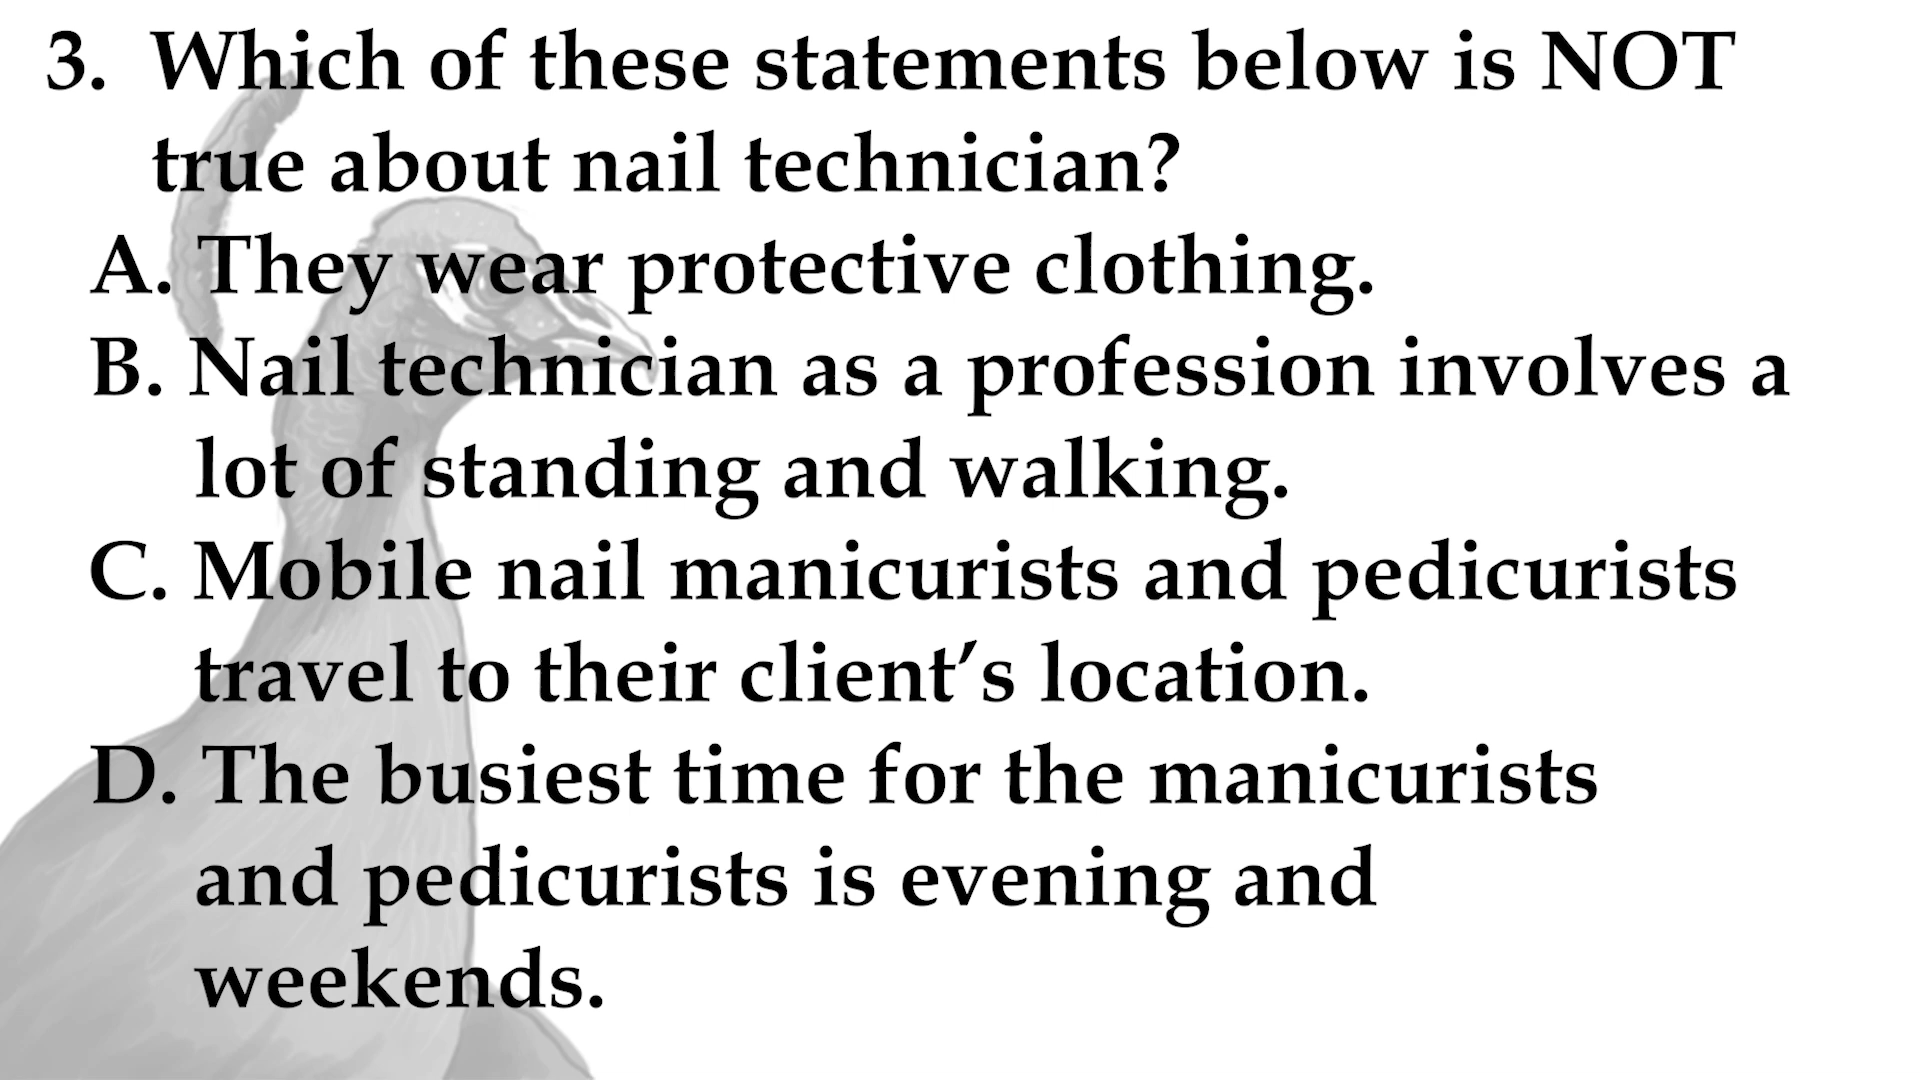 3. Which of these statements below is NOT
true about nail technician?
A. They wear protective clothing.
B. Nail technician as a profession involves a
lot of standing and walking.
C. Mobile nail manicurists and pedicurists
travel to their client’s location.
D. The busiest time for the manicurists
and pedicurists is evening and
weekends.